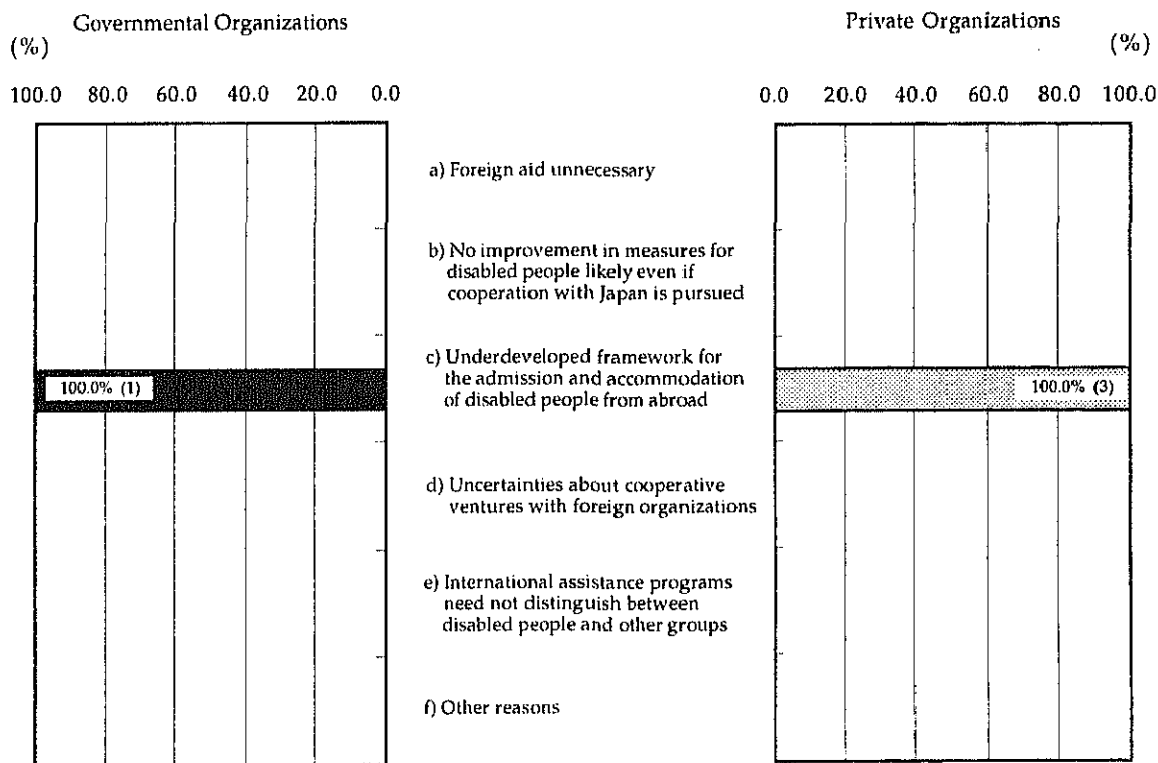 Governmental Organizations
(%)
100.0 80.0 60.0 40.0 20.0 0.0
Private Organizations
(%)
0.0 20.0 40.0 60.0 80.0 100.0
a) Foreign aid unnecessary
b) No improvement in measures for
disabled people likely even if
cooperation with Japan is pursued
c) Underdeveloped framework for
the admission and accommodation
of disabled people from abroad
100.0% (1)
100.0% (3)
d) Uncertainties about cooperative
ventures with foreign organizations
e) International assistance programs
need not distinguish between
disabled people and other groups
f) Other reasons